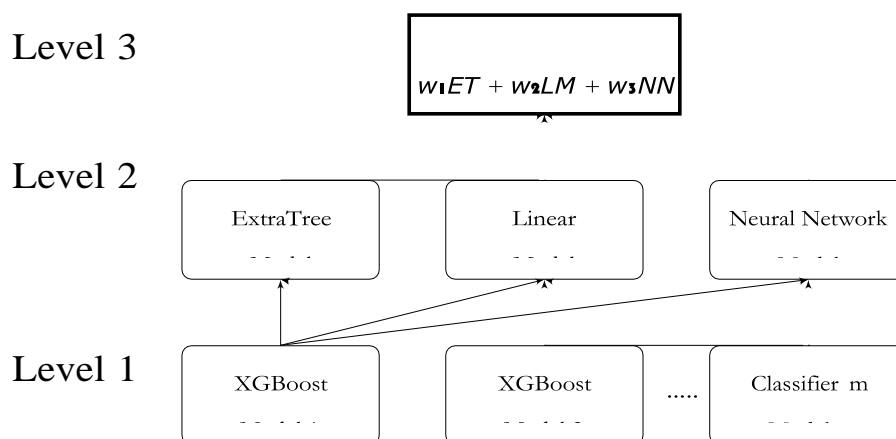 Level 3
w1ET + w2LM + w3NN
Level 2
ExtraTree
Linear
Neural Network
Level 1
XGBoost
XGBoost
.....
Classifier m